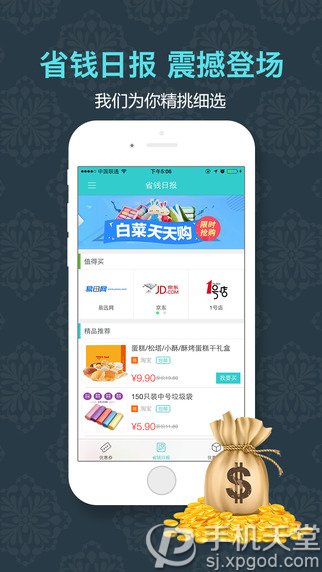 省钱日报 震撼登场
我们为你精挑细选
中国联通 下午5:06
省钱日报
白菜天天购 限时抢购
值得买
易迅网 JD.COM 京东 1号店
易迅网 京东 1号店
精品推荐
蛋糕/松塔/小酥/酥烤蛋糕干礼盒
淘宝 包邮
¥9.90 我要买
150只装中号垃圾袋
淘宝 包邮
¥5.90
优惠券 省钱日报
$
手机天堂
sj.xpgod.com